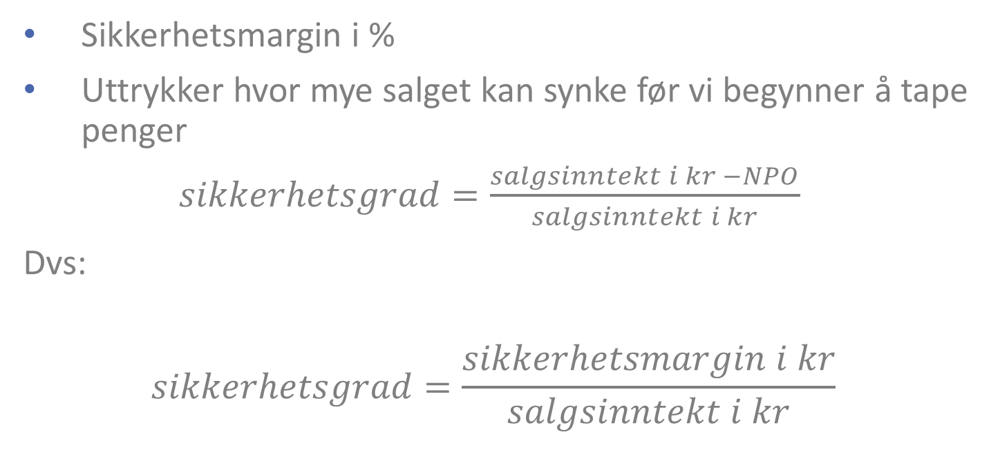 • Sikkerhetsmargin i %
• Uttrykker hvor mye salget kan synke før vi begynner å tape
penger
sikkerhetsgrad = \frac{salgsinntekt i kr −NPO}{salgsinntekt i kr}
Dvs:
sikkerhetsgrad = \frac{sikkerhetsmargin i kr}{salgsinntekt i kr}